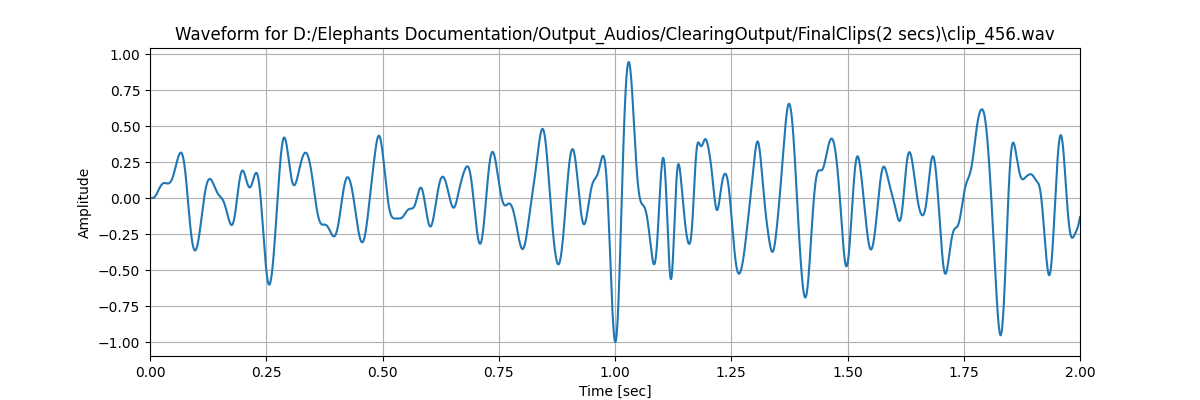 Waveform for D:/Elephants Documentation/Output_Audios/ClearingOutput/FinalClips(2 secs)\clip_456.wav
1.00
0.75
0.50
0.25
0.00
−0.25
−0.50
−0.75
−1.00
Amplitude
0.00 0.25 0.50 0.75 1.00 1.25 1.50 1.75 2.00
Time [sec]